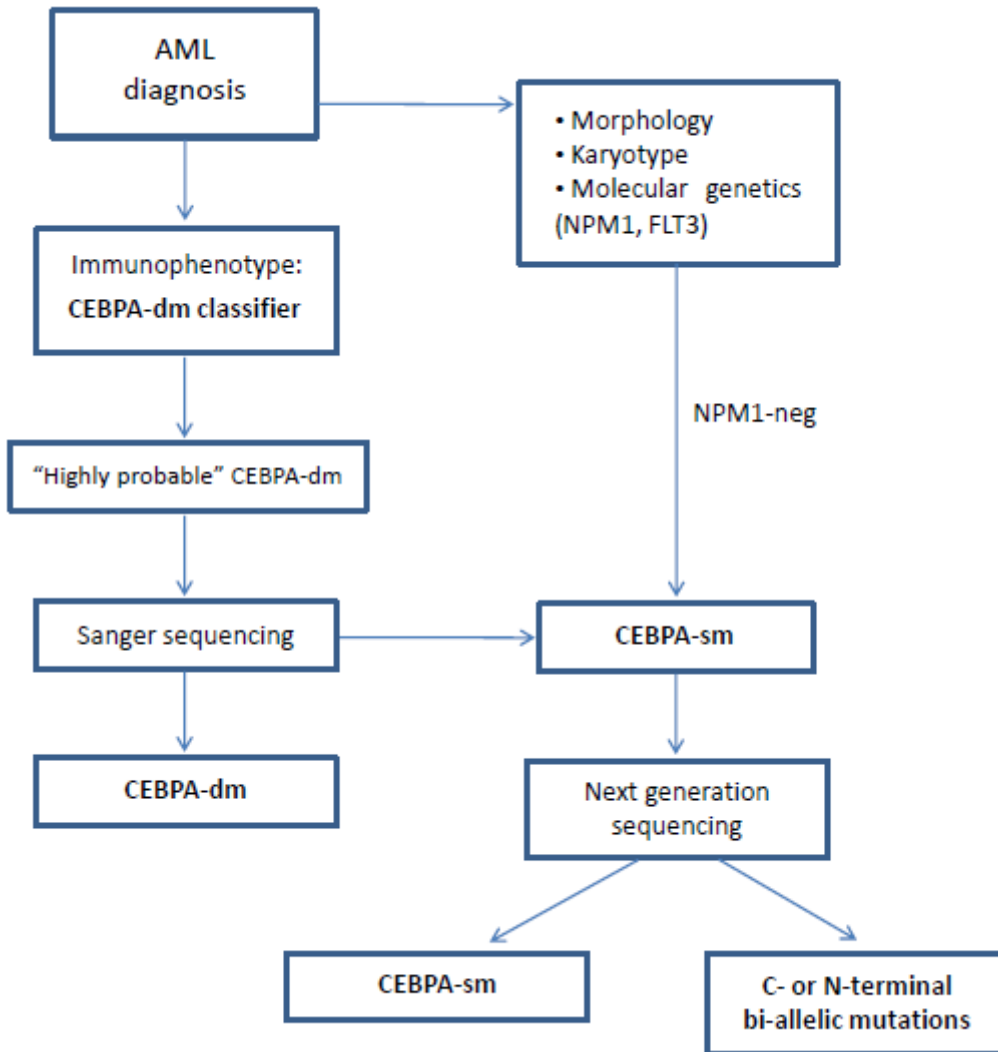 AML
diagnosis
• Morphology
• Karyotype
• Molecular genetics
(NPM1, FLT3)
Immunophenotype:
CEBPA-dm classifier
NPM1-neg
“Highly probable” CEBPA-dm
Sanger sequencing
CEBPA-sm
CEBPA-dm
Next generation
sequencing
CEBPA-sm
C- or N-terminal
bi-allelic mutations